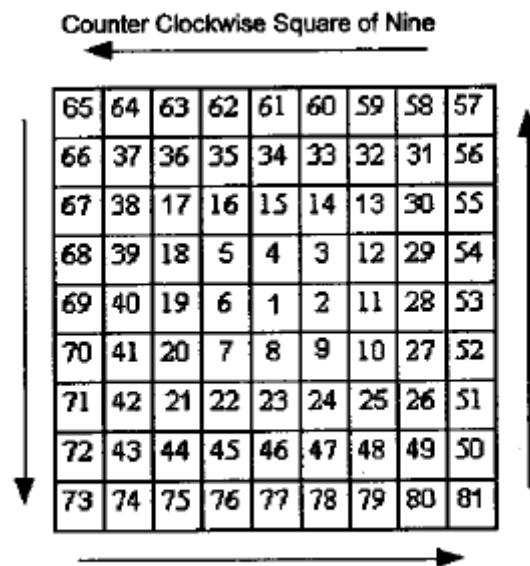 Counter Clockwise Square of Nine
65 64 63 62 61 60 59 58 57
66 37 36 35 34 33 32 31 56
67 38 17 16 15 14 13 30 55
68 39 18 5 4 3 12 29 54
69 40 19 6 1 2 11 28 53
70 41 20 7 8 9 10 27 52
71 42 21 22 23 24 25 26 51
72 43 44 45 46 47 48 49 50
73 74 75 76 77 78 79 80 81